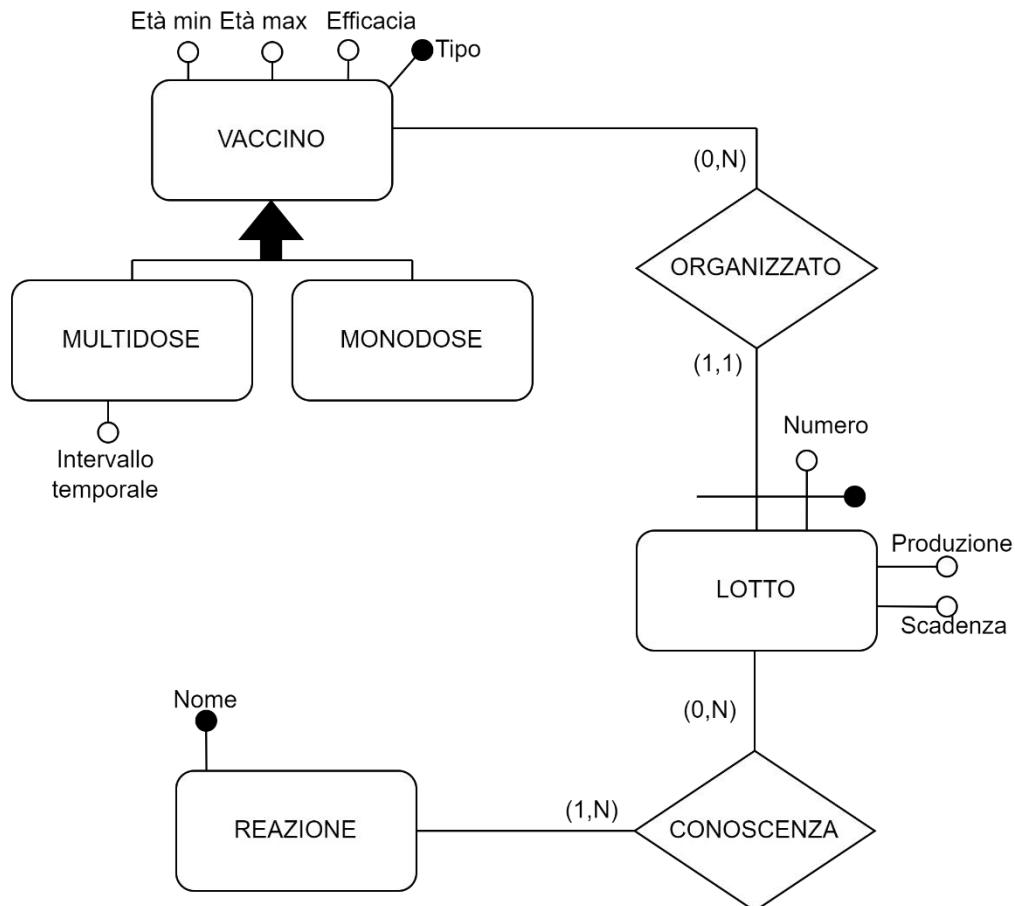 Età min Età max Efficacia
Tipo
VACCINO
(0,N)
ORGANIZZATO
MULTIDOSE
MONODOSE
(1,1)
Numero
Intervallo
temporale
Produzione
LOTTO
Scadenza
Nome
(0,N)
(1,N)
REAZIONE
CONOSCENZA